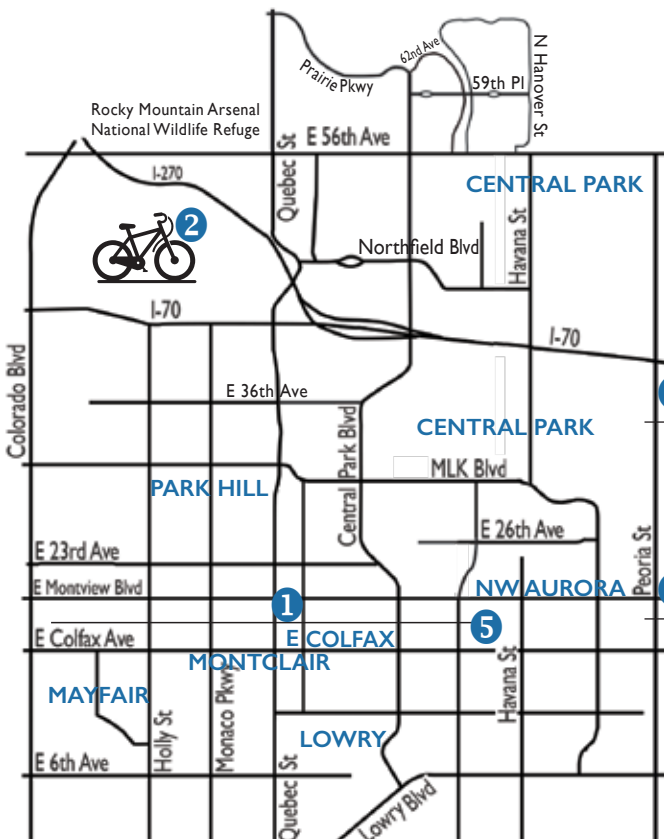 62nd Ave
N Hanover St
Prairie Pkwy
59th Pl
Rocky Mountain Arsenal
National Wildlife Refuge
Quebec St
E 56th Ave
I-270
CENTRAL PARK
2
Havana St
Northfield Blvd
I-70
I-70
Colorado Blvd
E 36th Ave
Central Park Blvd
CENTRAL PARK
MLK Blvd
PARK HILL
E 26th Ave
Peoria St
E 23rd Ave
E Montview Blvd
NW AURORA
1
5
E Colfax Ave
E COLFAX
MONTCLAIR
Havana St
MAYFAIR
Holly St
Monaco Pkwy
LOWRY
E 6th Ave
Quebec St
Lowry Blvd